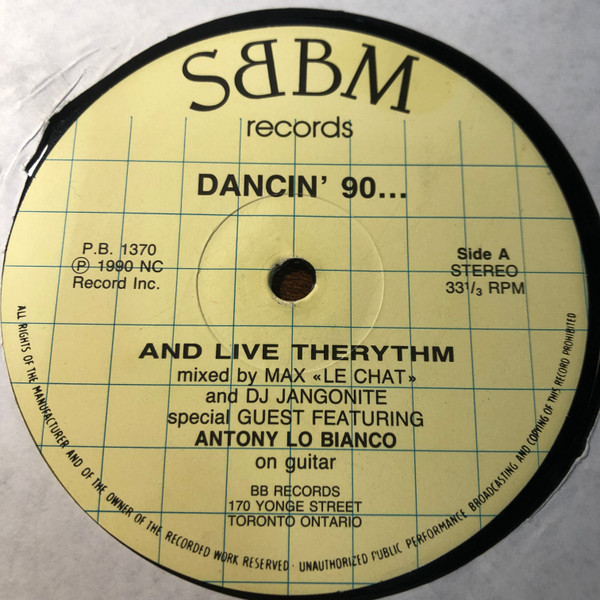 SBBM
records
DANCIN' 90...
P.B. 1370
℗ 1990 NC
Record Inc.
Side A
STEREO
33 1/3 RPM
AND LIVE THERYTHM
mixed by MAX «LE CHAT»
and DJ JANGONITE
special GUEST FEATURING
ANTONY LO BIANCO
on guitar
BB RECORDS
170 YONGE STREET
TORONTO ONTARIO
ALL RIGHTS OF THE MANUFACTURER AND OF THE OWNER OF THE RECORDED WORK RESERVED · UNAUTHORIZED PUBLIC PERFORMANCE BROADCASTING AND COPYING OF THIS RECORD PROHIBITED